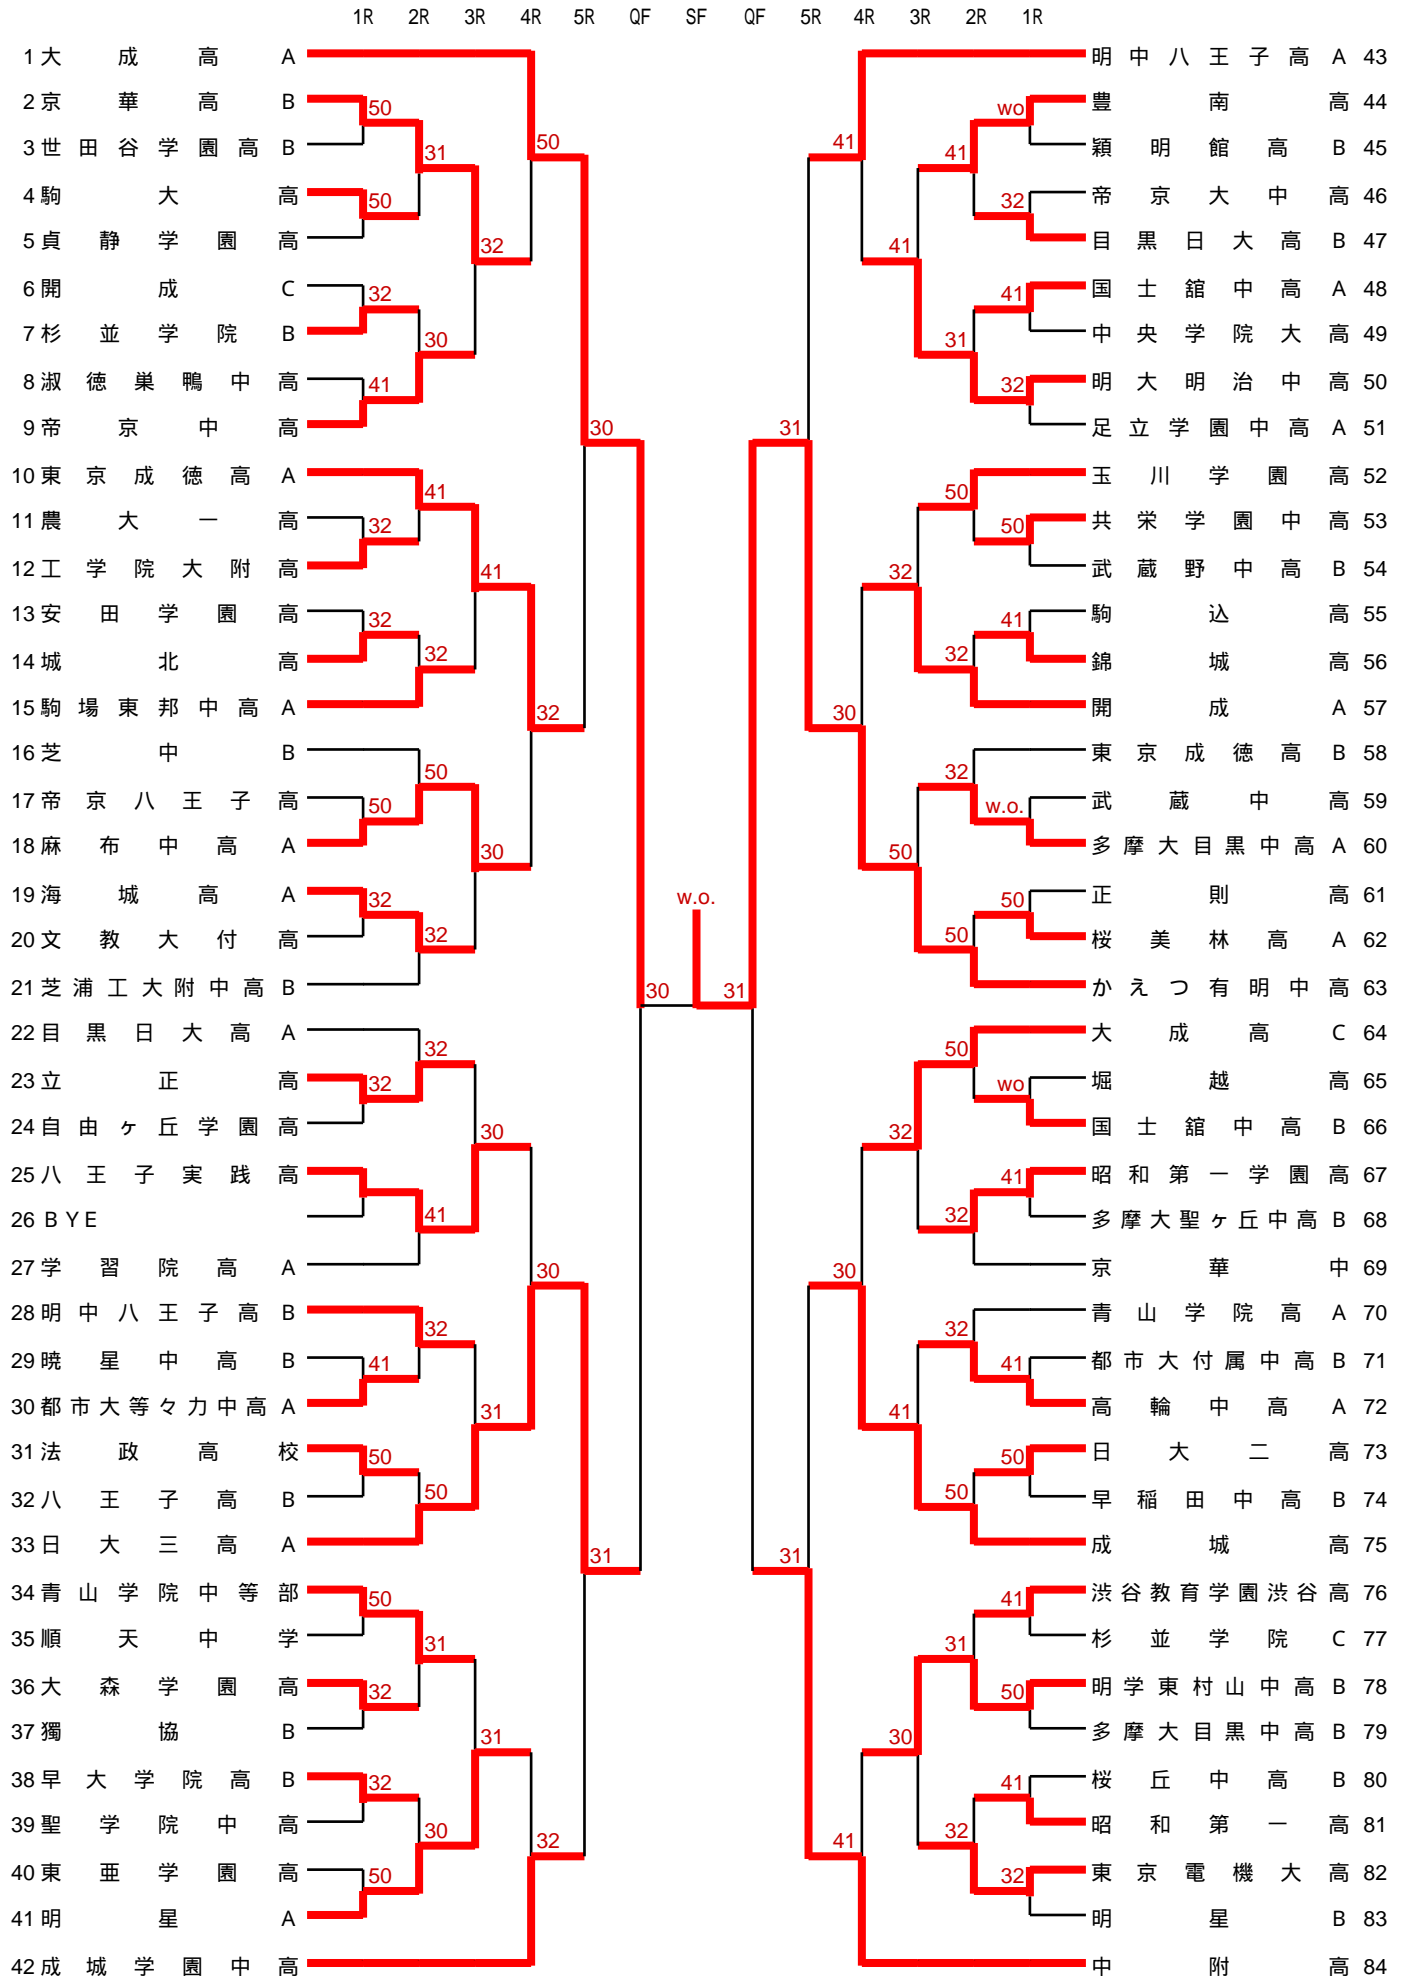 1R 2R 3R 4R 5R QF SF QF 5R 4R 3R 2R 1R
1 大成高 A 明中八王子高 A 43
2 京華高 B 50 wo 豊南高 44
3 世田谷学園高 B 31 50 41 41 穎明館高 B 45
4 駒大高 50 32 帝京大中高 46
5 貞静学園高 32 41 目黒日大高 B 47
6 開成 C 32 41 国士舘中高 A 48
7 杉並学院 B 30 31 中央学院大高 49
8 淑徳巣鴨中高 41 32 明大明治中高 50
9 帝京中高 30 31 足立学園中高 A 51
10 東京成徳高 A 41 50 玉川学園高 52
11 農大一高 32 50 共栄学園中高 53
12 工学院大附高 41 32 武蔵野中高 B 54
13 安田学園高 32 41 駒込高 55
14 城北高 32 32 錦城高 56
15 駒場東邦中高 A 32 30 開成 A 57
16 芝中 B 50 32 東京成徳高 B 58
17 帝京八王子高 50 w.o. 武蔵中高 59
18 麻布中高 A 30 50 多摩大目黒中高 A 60
19 海城高 A 32 w.o. 50 正則高 61
20 文教大付高 32 50 桜美林高 A 62
21 芝浦工大附中高 B 30 31 かえつ有明中高 63
22 目黒日大高 A 32 50 大成高 C 64
23 立正高 32 wo 堀越高 65
24 自由ヶ丘学園高 30 32 国士舘中高 B 66
25 八王子実践高 41 昭和第一学園高 67
26 BYE 41 32 多摩大聖ヶ丘中高 B 68
27 学習院高 A 30 30 京華中 69
28 明中八王子高 B 32 32 青山学院高 A 70
29 暁星中高 B 41 41 都市大付属中高 B 71
30 都市大等々力中高 A 31 41 高輪中高 A 72
31 法政高校 50 50 日大二高 73
32 八王子高 B 50 50 早稲田中高 B 74
33 日大三高 A 31 31 成城高 75
34 青山学院中等部 50 41 渋谷教育学園渋谷高 76
35 順天中学 31 31 杉並学院 C 77
36 大森学園高 32 50 明学東村山中高 B 78
37 獨協 B 31 30 多摩大目黒中高 B 79
38 早大学院高 B 32 41 桜丘中高 B 80
39 聖学院中高 30 32 昭和第一高 81
40 東亜学園高 50 32 41 32 東京電機大高 82
41 明星 A 明星 B 83
42 成城学園中高 中附高 84